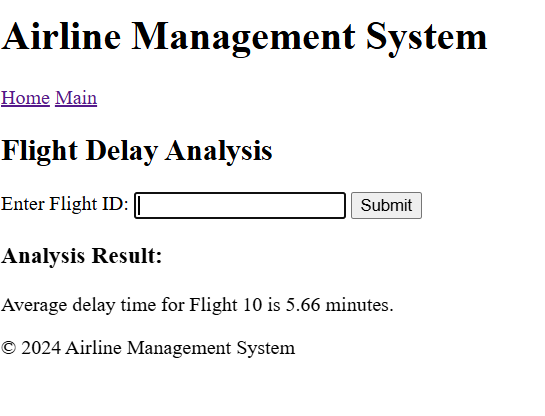 Airline Management System
Home Main
Flight Delay Analysis
Enter Flight ID: Submit
Analysis Result:
Average delay time for Flight 10 is 5.66 minutes.
© 2024 Airline Management System